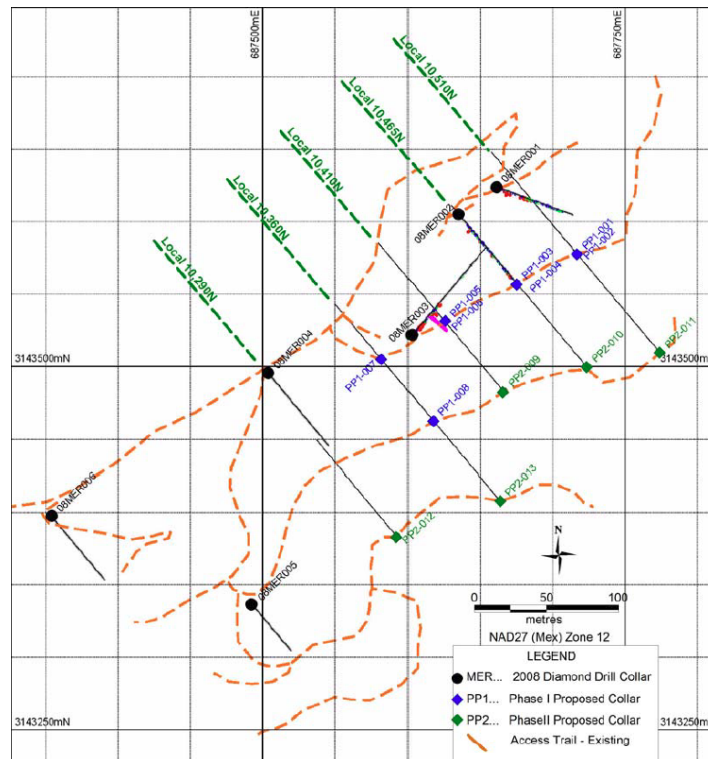 687500mE
687750mE
Local 10,510N
Local 10,465N
Local 10,410N
Local 10,360N
Local 10,290N
08MER001
08MER002
PP1-001
PP1-002
PP1-003
PP1-004
PP1-005
PP1-006
08MER003
08MER004
3143500mN
3143500mN
PP1-007
PP1-008
PP2-009
PP2-010
PP2-011
PP2-013
PP2-012
08MER006
08MER005
N
0
50
100
metres
NAD27 (Mex) Zone 12
LEGEND
MER... 2008 Diamond Drill Collar
PP1... Phase I Proposed Collar
PP2... PhaseII Proposed Collar
Access Trail - Existing
3143250mN
3143250mN